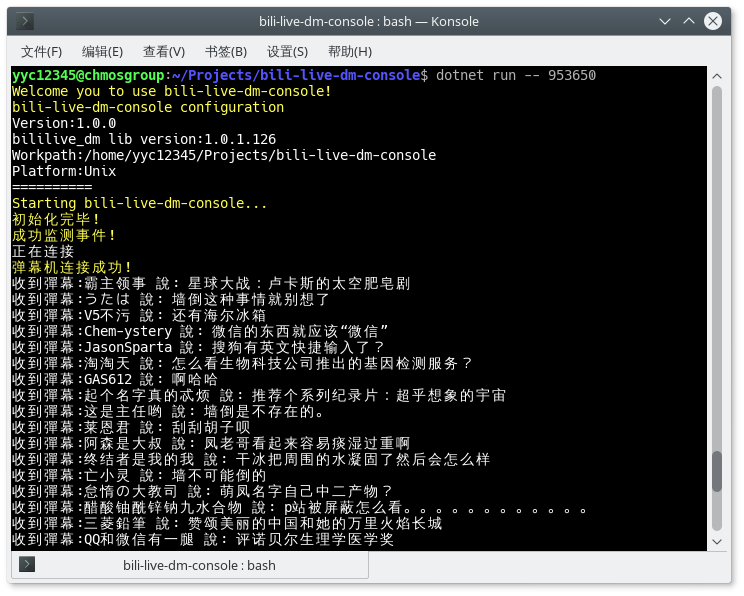 bili-live-dm-console : bash — Konsole
文件(F) 编辑(E) 查看(V) 书签(B) 设置(S) 帮助(H)
yyc12345@chmosgroup:~/Projects/bili-live-dm-console$ dotnet run -- 953650
Welcome you to use bili-live-dm-console!
bili-live-dm-console configuration
Version:1.0.0
bililive_dm lib version:1.0.1.126
Workpath:/home/yyc12345/Projects/bili-live-dm-console
Platform:Unix
==========
Starting bili-live-dm-console...
初始化完毕!
成功监测事件!
正在连接
弹幕机连接成功!
收到彈幕:霸主领事 說: 星球大战：卢卡斯的太空肥皂剧
收到彈幕:うたは 說: 墙倒这种事情就别想了
收到彈幕:V5不污 說: 还有海尔冰箱
收到彈幕:Chem-ystery 說: 微信的东西就应该“微信”
收到彈幕:JasonSparta 說: 搜狗有英文快捷输入了？
收到彈幕:淘淘天 說: 怎么看生物科技公司推出的基因检测服务？
收到彈幕:GAS612 說: 啊哈哈
收到彈幕:起个名字真的忒烦 說: 推荐个系列纪录片：超乎想象的宇宙
收到彈幕:这是主任哟 說: 墙倒是不存在的。
收到彈幕:莱恩君 說: 刮刮胡子呗
收到彈幕:阿森是大叔 說: 凤老哥看起来容易痰湿过重啊
收到彈幕:终结者是我的我 說: 干冰把周围的水凝固了然后会怎么样
收到彈幕:亡小灵 說: 墙不可能倒的
收到彈幕:怠惰の大教司 說: 萌凤名字自己中二产物？
收到彈幕:醋酸铀酰锌钠九水合物 說: p站被屏蔽怎么看。。。。。。。。。。。。
收到彈幕:三菱鉛筆 說: 赞颂美丽的中国和她的万里火焰长城
收到彈幕:QQ和微信有一腿 說: 评诺贝尔生理学医学奖
bili-live-dm-console : bash